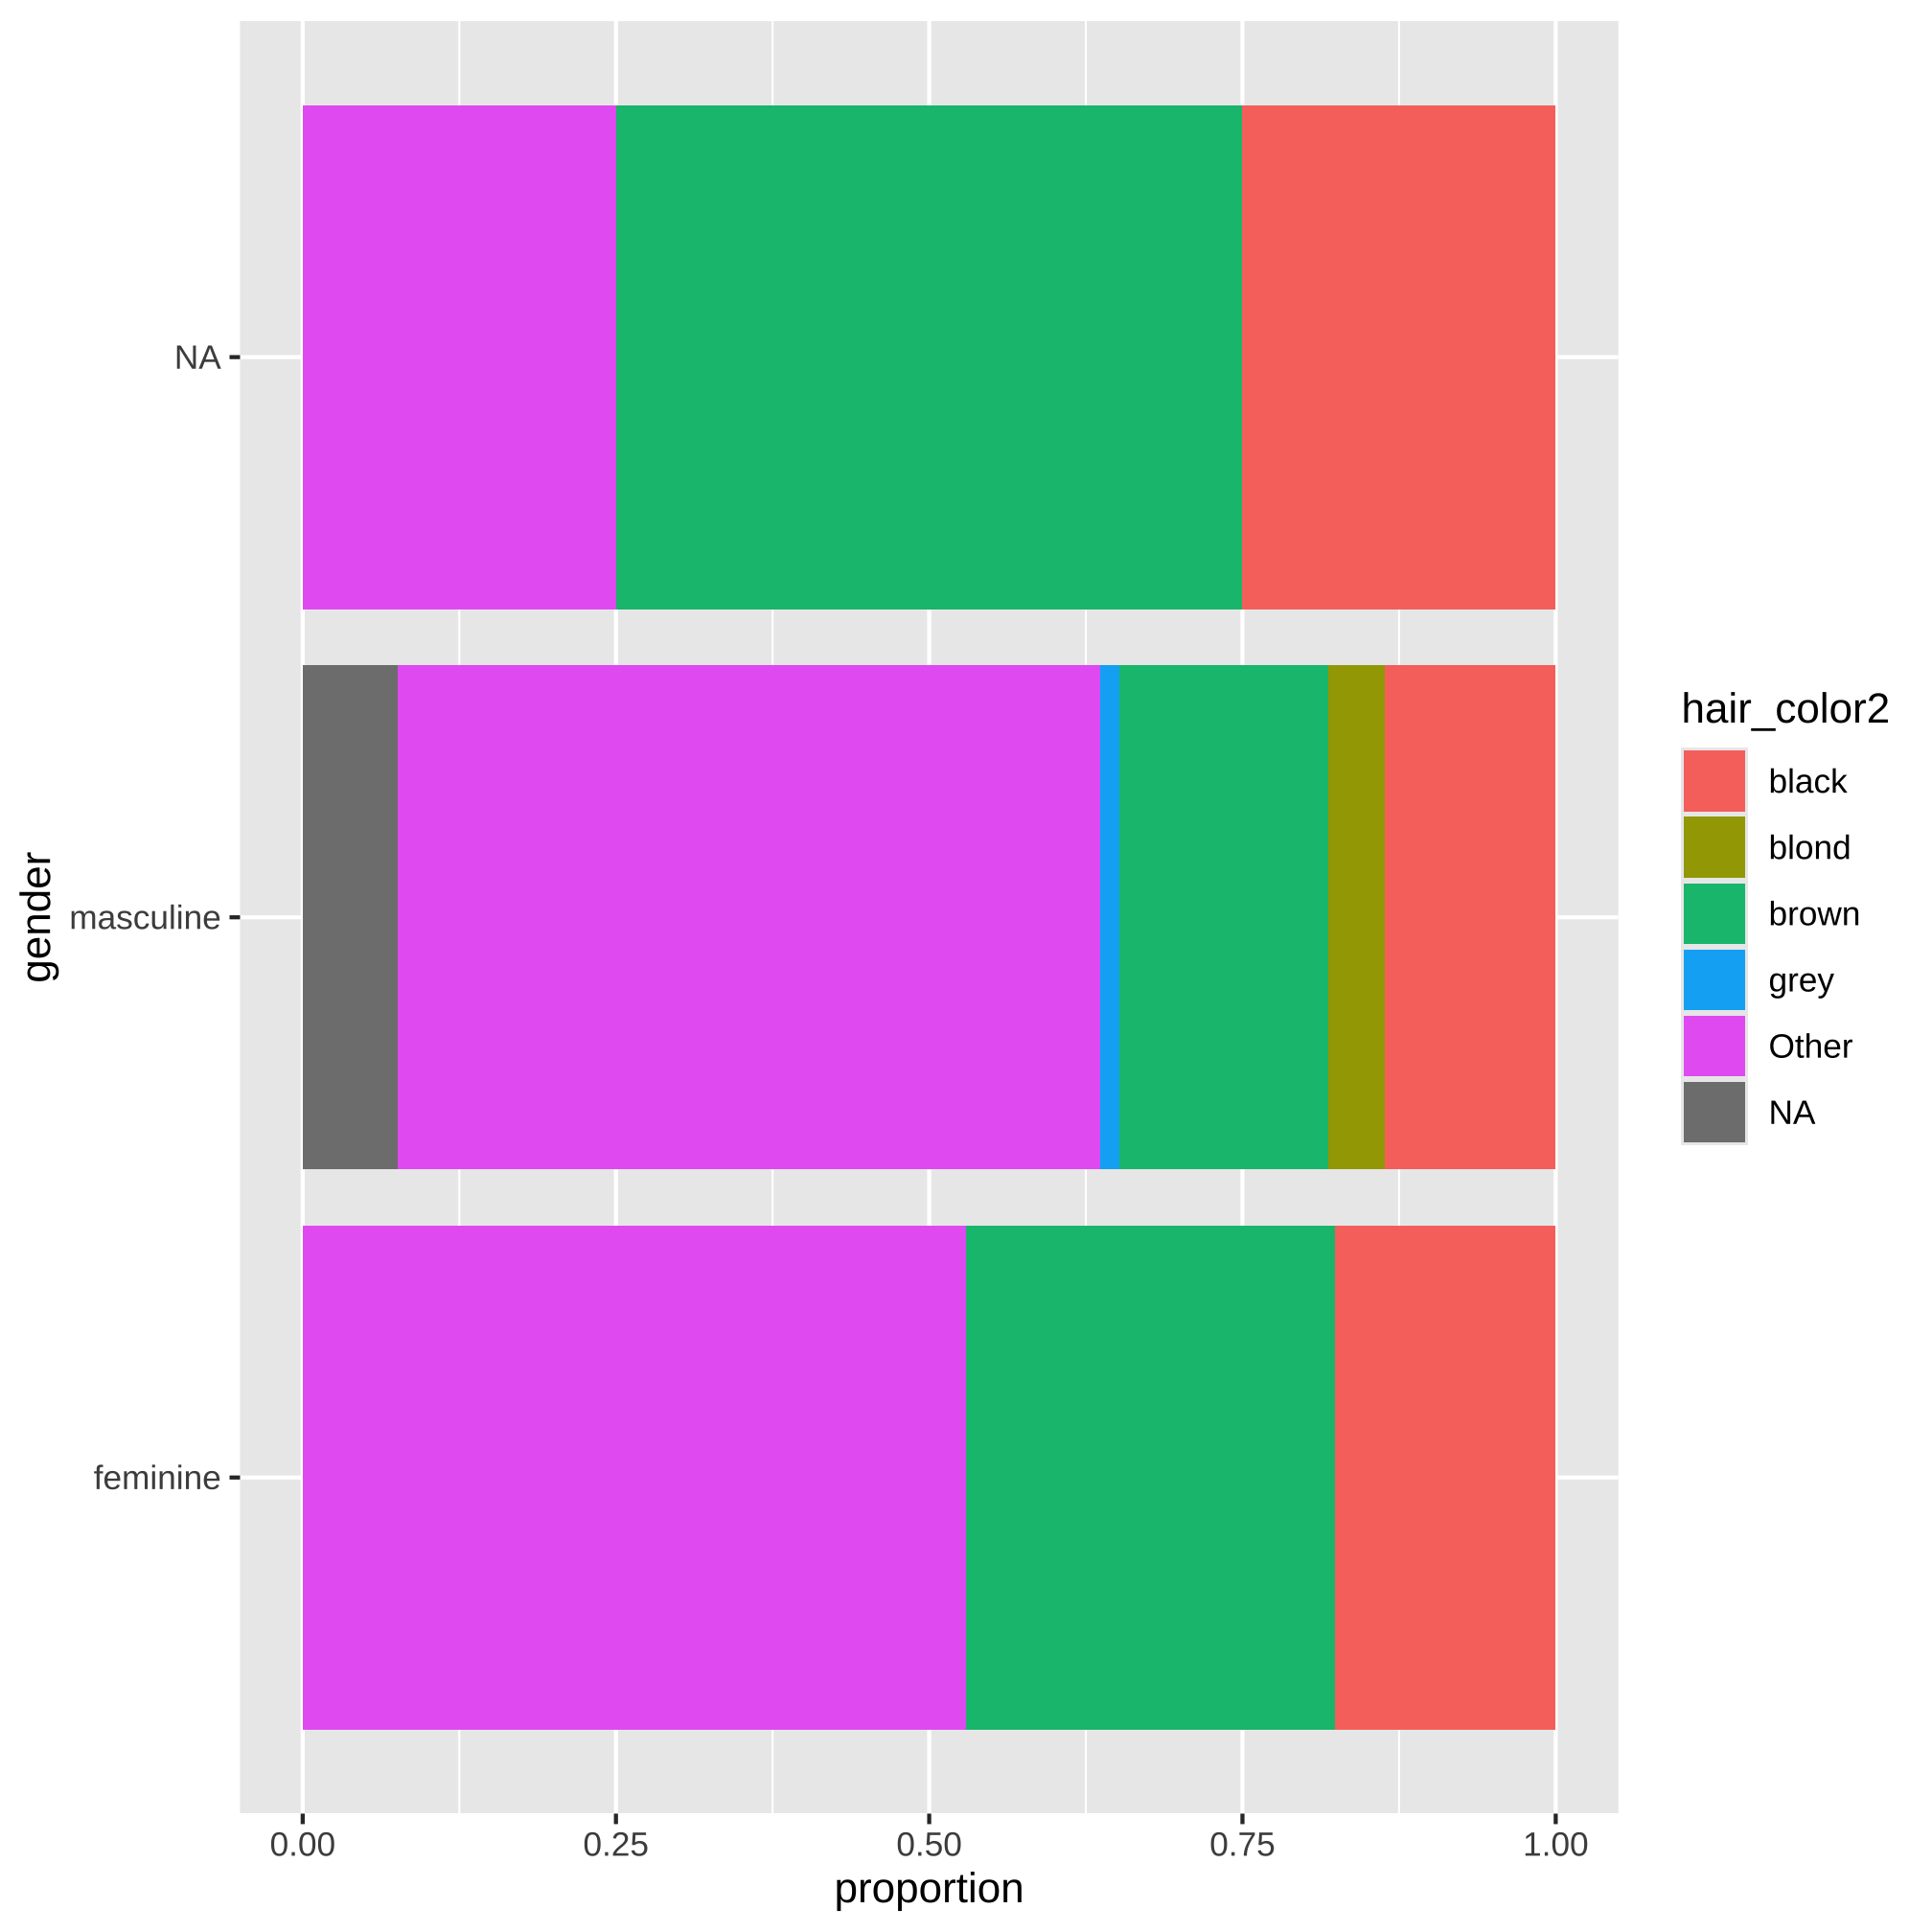 NA
masculine
feminine
gender
0.00 0.25 0.50 0.75 1.00
proportion
hair_color2
black
blond
brown
grey
Other
NA